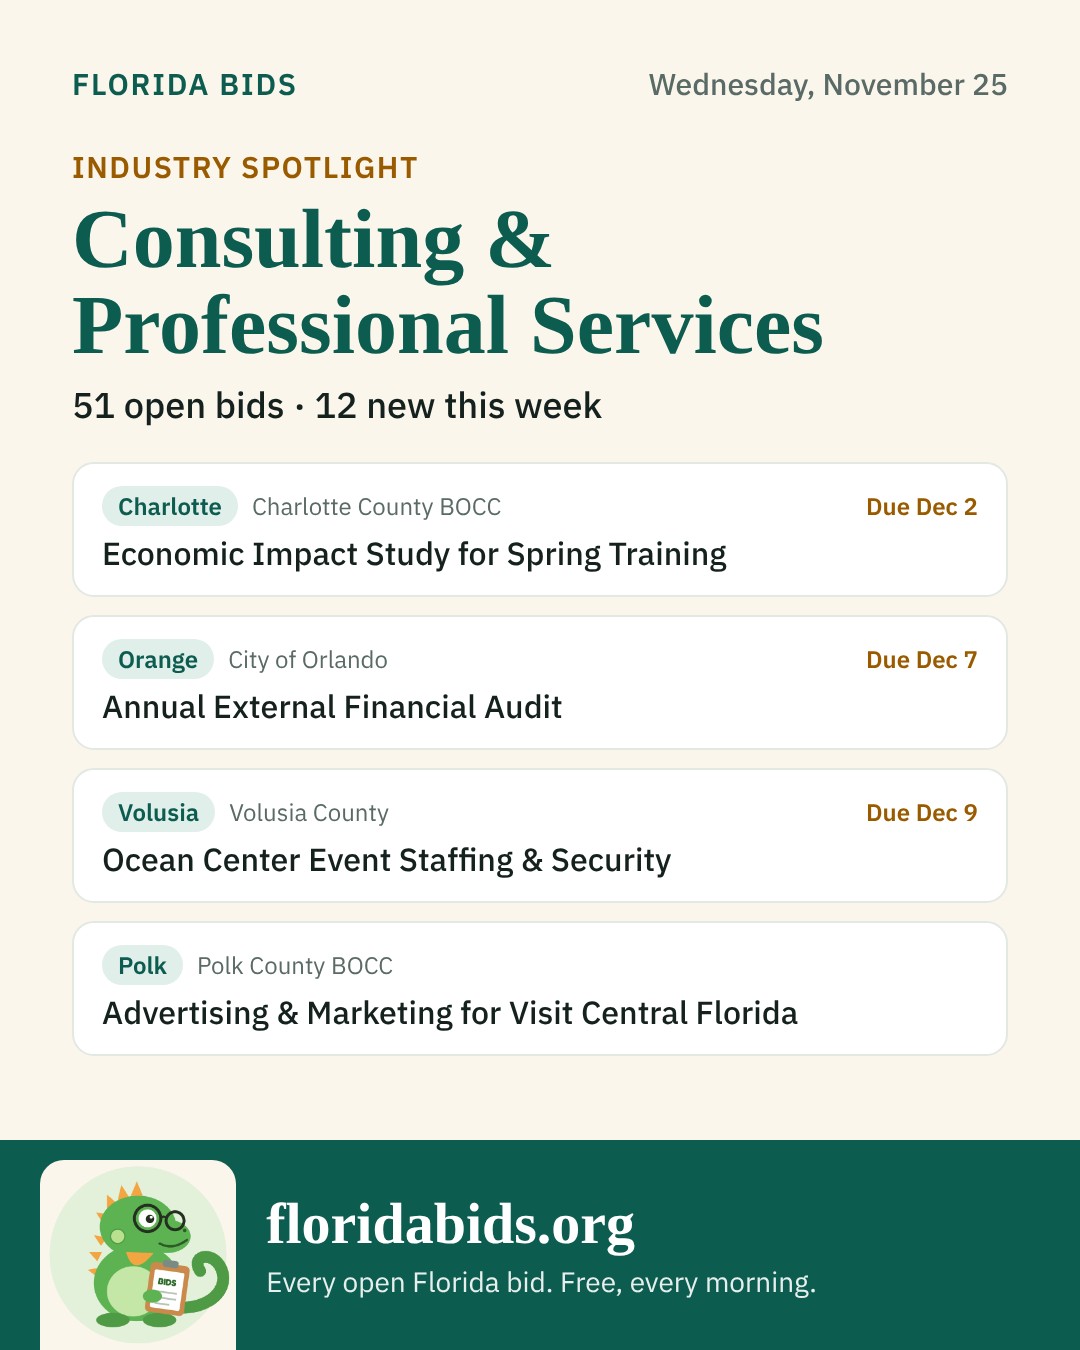 FLORIDA BIDS
Wednesday, November 25
INDUSTRY SPOTLIGHT
Consulting &
Professional Services
51 open bids · 12 new this week
Charlotte Charlotte County BOCC Due Dec 2
Economic Impact Study for Spring Training
Orange City of Orlando Due Dec 7
Annual External Financial Audit
Volusia Volusia County Due Dec 9
Ocean Center Event Staffing & Security
Polk Polk County BOCC
Advertising & Marketing for Visit Central Florida
BIDS
floridabids.org
Every open Florida bid. Free, every morning.